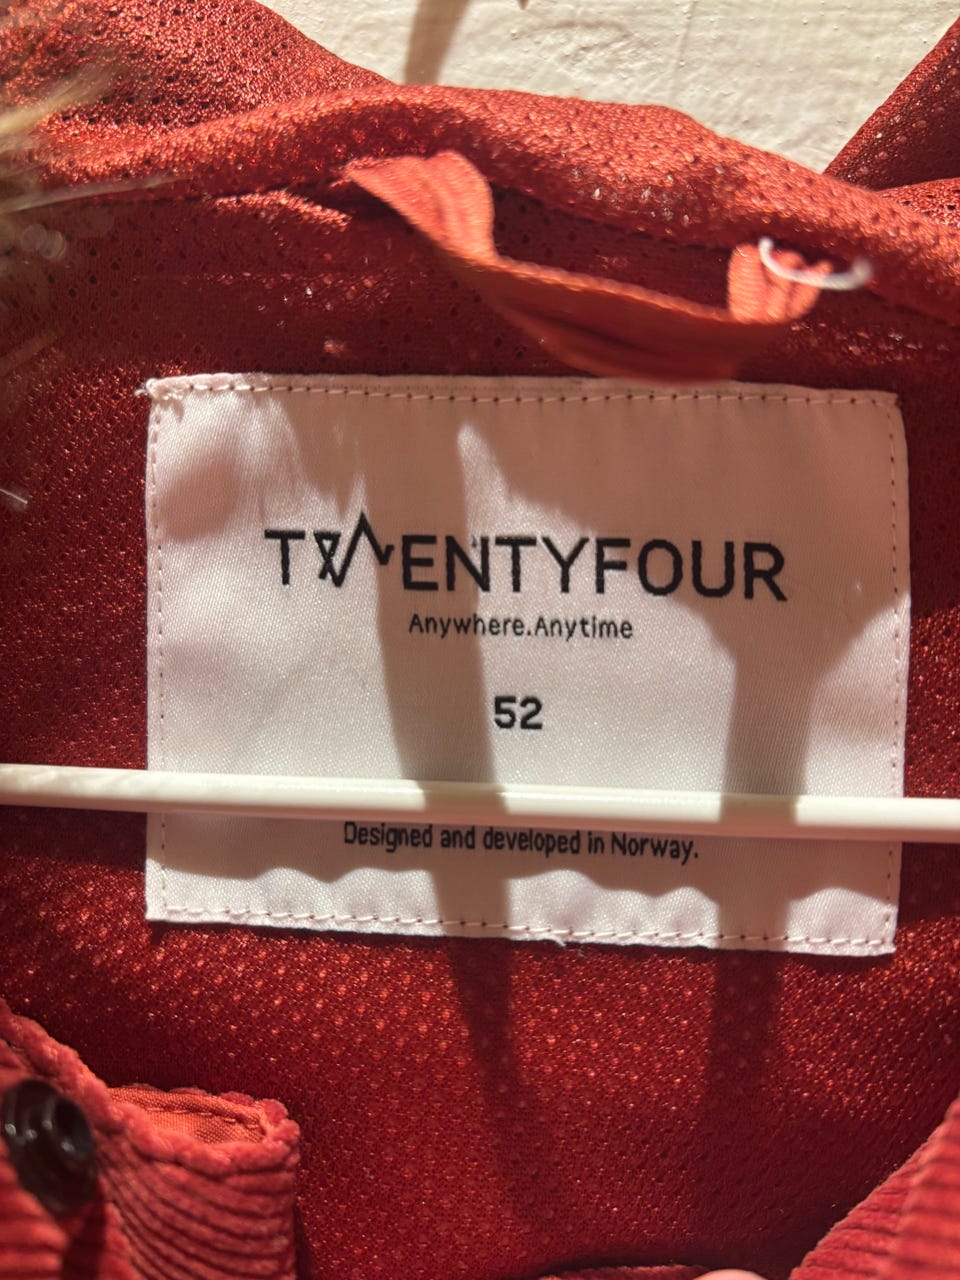 TWENTYFOUR
Anywhere.Anytime
52
Designed and developed in Norway.